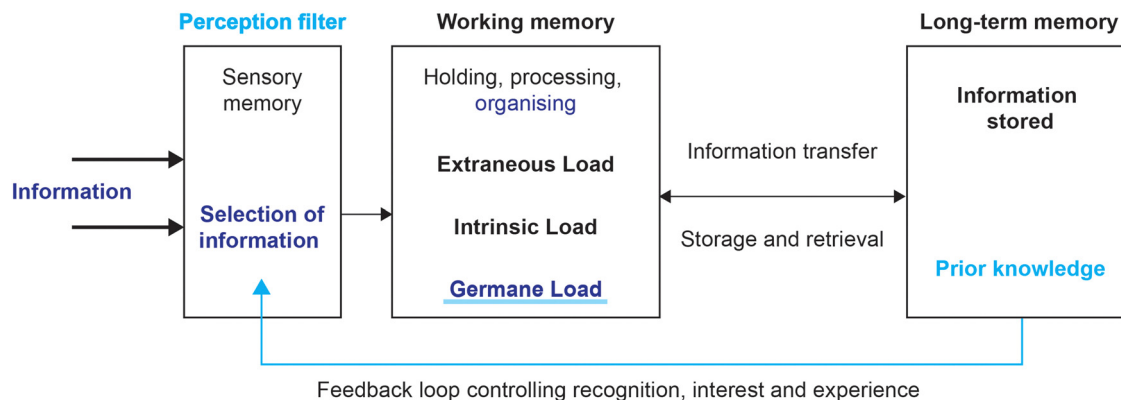 Perception filter
Working memory
Long-term memory
Sensory
memory
Holding, processing,
organising
Information
stored
Extraneous Load
Information transfer
Information
Selection of
information
Intrinsic Load
Storage and retrieval
Prior knowledge
Germane Load
Feedback loop controlling recognition, interest and experience